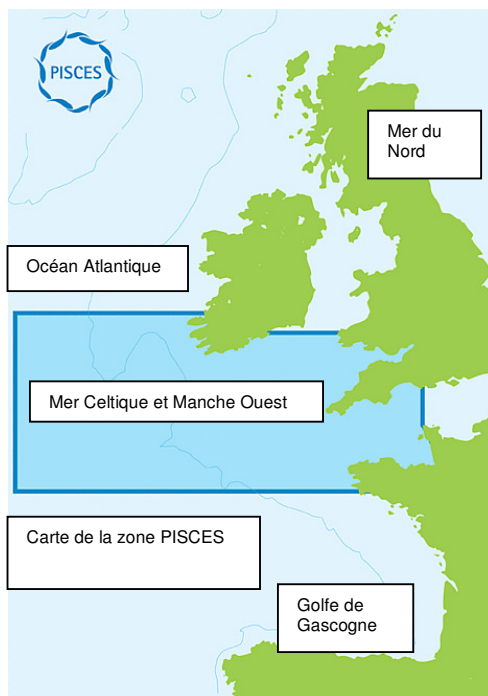 PISCES
Mer du
Nord
Océan Atlantique
Mer Celtique et Manche Ouest
Carte de la zone PISCES
Golfe de
Gascogne